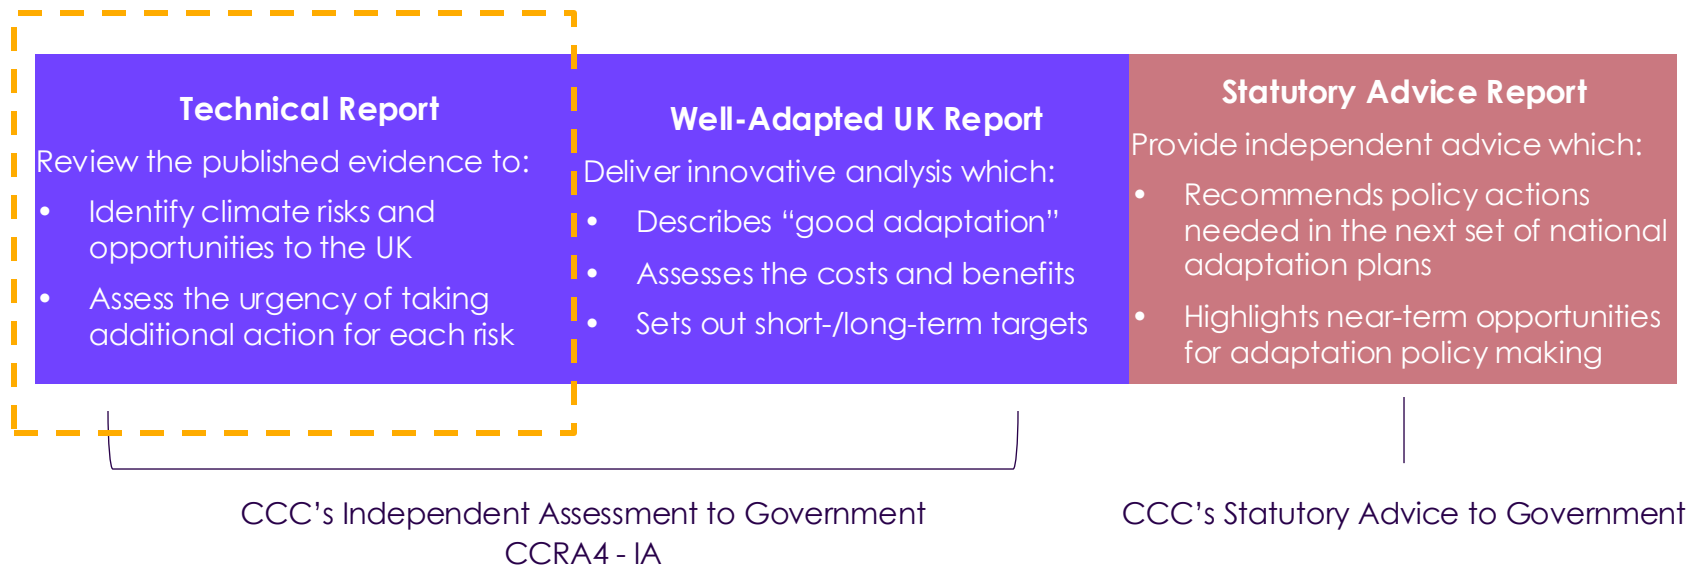 Technical Report
Review the published evidence to:
• Identify climate risks and
opportunities to the UK
• Assess the urgency of taking
additional action for each risk
Well-Adapted UK Report
Deliver innovative analysis which:
• Describes “good adaptation”
• Assesses the costs and benefits
• Sets out short-/long-term targets
Statutory Advice Report
Provide independent advice which:
• Recommends policy actions
needed in the next set of national
adaptation plans
• Highlights near-term opportunities
for adaptation policy making
CCC’s Independent Assessment to Government
CCRA4 - IA
CCC’s Statutory Advice to Government